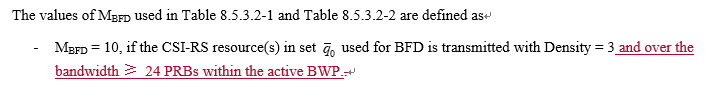 The values of MBFD used in Table 8.5.3.2-1 and Table 8.5.3.2-2 are defined as↵
- MBFD = 10, if the CSI-RS resource(s) in set q̄0 used for BFD is transmitted with Density = 3 and over the
bandwidth ≥ 24 PRBs within the active BWP.↵